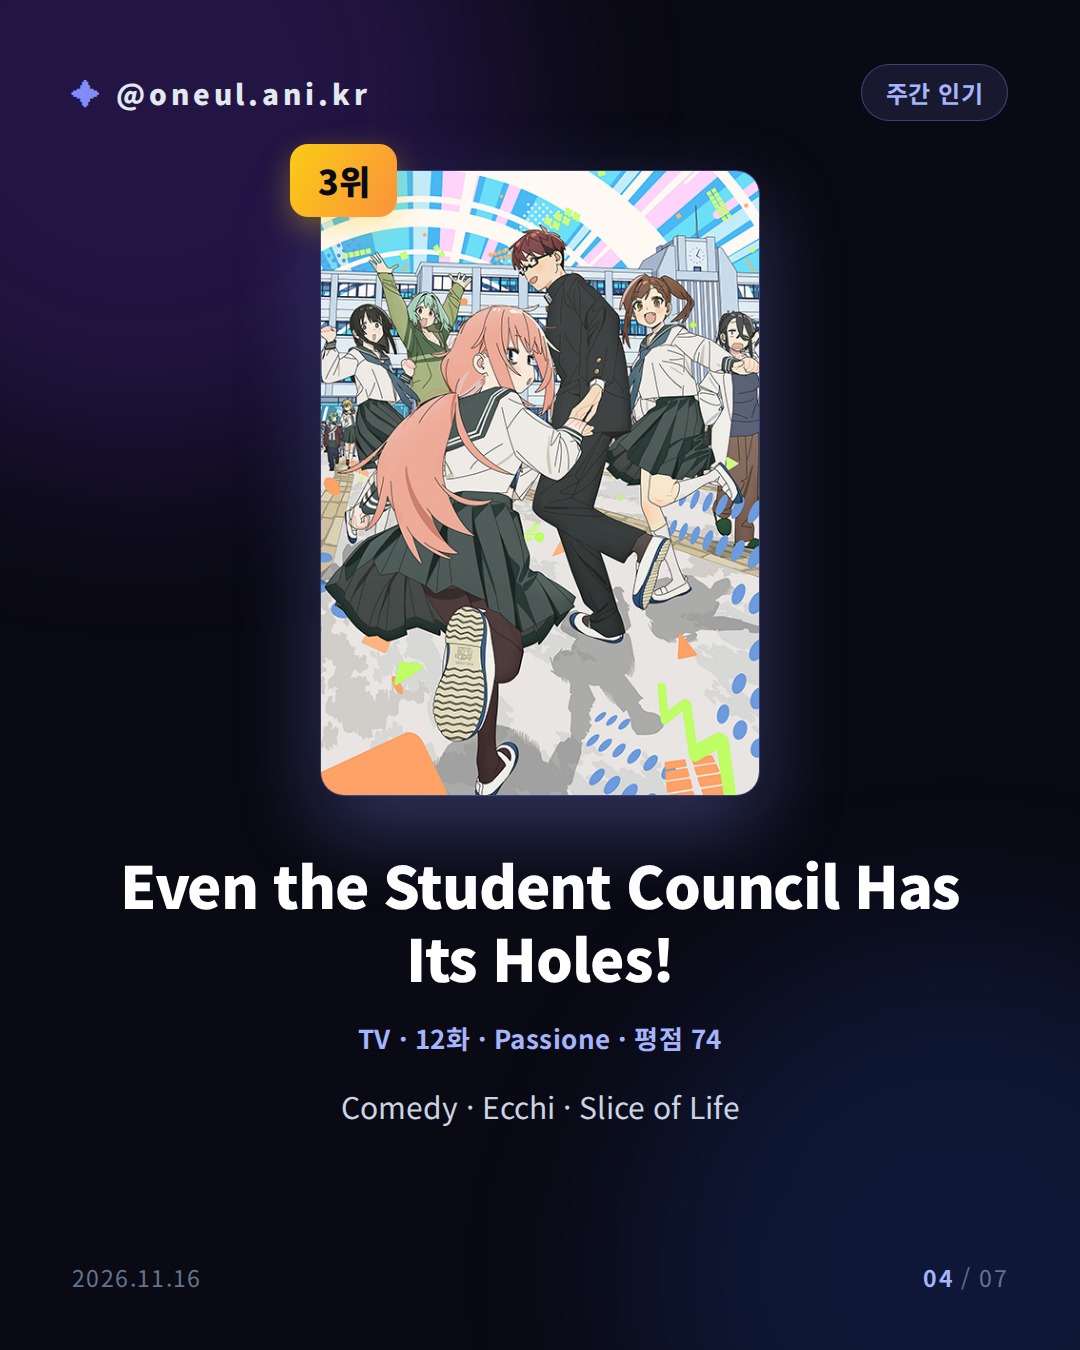 @oneul.ani.kr
주간 인기
3위
Even the Student Council Has
Its Holes!
TV · 12화 · Passione · 평점 74
Comedy · Ecchi · Slice of Life
2026.11.16
04 / 07